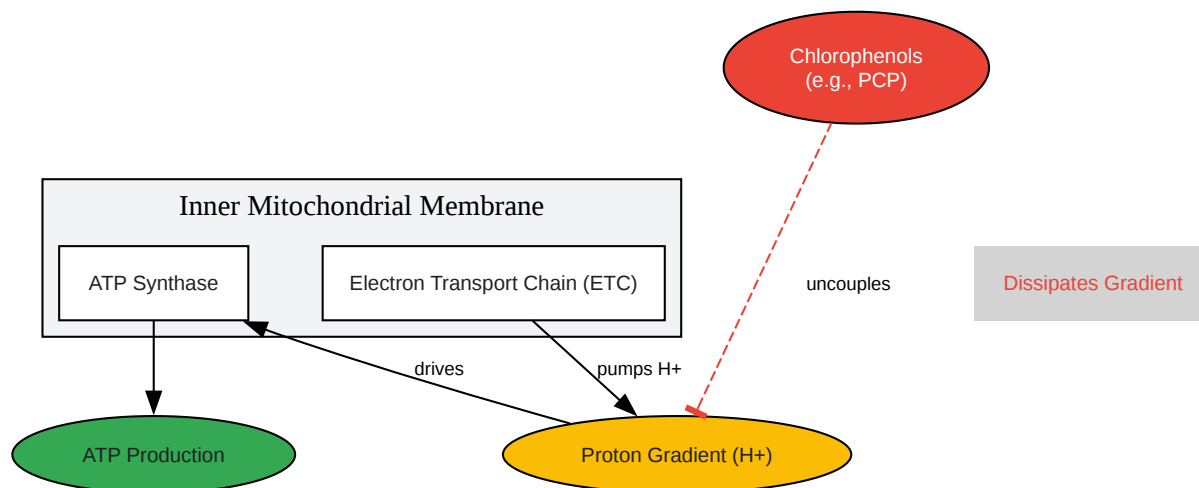 Chlorophenols
(e.g., PCP)
Inner Mitochondrial Membrane
ATP Synthase
Electron Transport Chain (ETC)
uncouples
Dissipates Gradient
drives
pumps H+
ATP Production
Proton Gradient (H+)